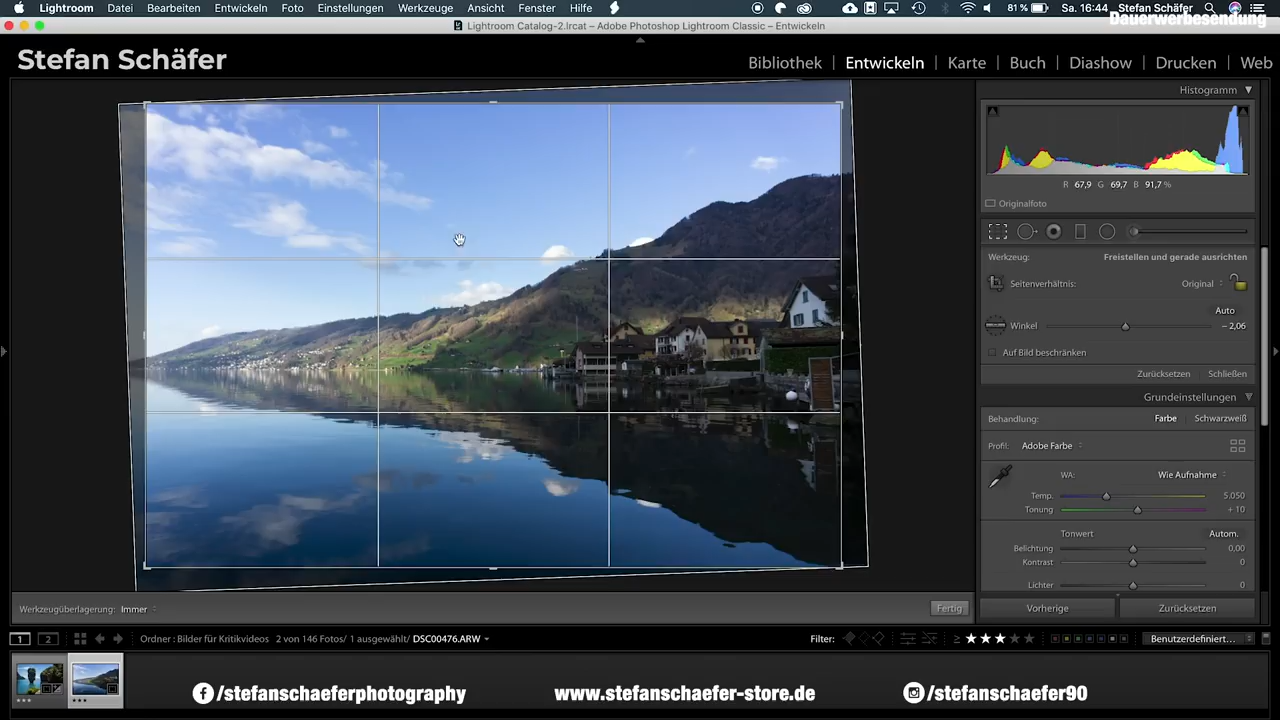 Lightroom Datei Bearbeiten Entwickeln Foto Einstellungen Werkzeuge Ansicht Fenster Hilfe 81 % Sa. 16:44 Stefan Schäfer
Lightroom Catalog-2.lrcat – Adobe Photoshop Lightroom Classic – Entwickeln
Dauerwerbesendung
Stefan Schäfer
Bibliothek | Entwickeln | Karte | Buch | Diashow | Drucken | Web
Histogramm
R 67,9 G 69,7 B 91,7 %
Originalfoto
Werkzeug: Freistellen und gerade ausrichten
Seitenverhältnis: Original
Auto
Winkel – 2,06
Auf Bild beschränken
Zurücksetzen Schließen
Grundeinstellungen
Behandlung: Farbe Schwarzweiß
Profil: Adobe Farbe
WA: Wie Aufnahme
Temp. 5.050
Tonung + 10
Tonwert Autom.
Belichtung 0,00
Kontrast 0
Lichter 0
Werkzeugüberlagerung: Immer Fertig Vorherige Zurücksetzen
1 2 Ordner : Bilder für Kritikvideos 2 von 146 Fotos/ 1 ausgewählt/ DSC00476.ARW Filter: ≥ ★★★★★ Benutzerdefiniert...
/stefanschaeferphotography www.stefanschaefer-store.de /stefanschaefer90